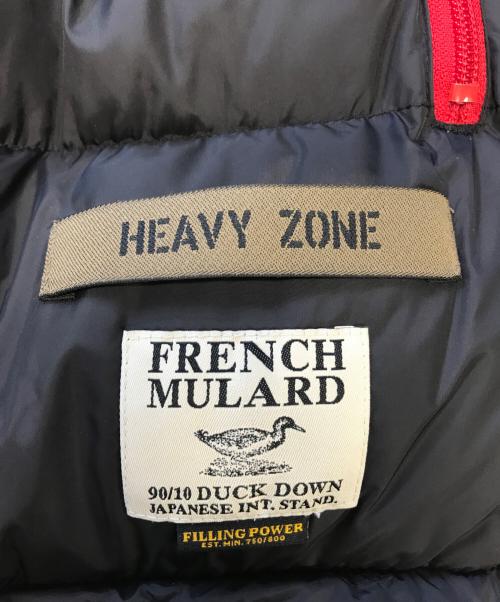 HEAVY ZONE
FRENCH
MULARD
90/10 DUCK DOWN
JAPANESE INT. STAND.
FILLING POWER
EST. MIN. 750/800